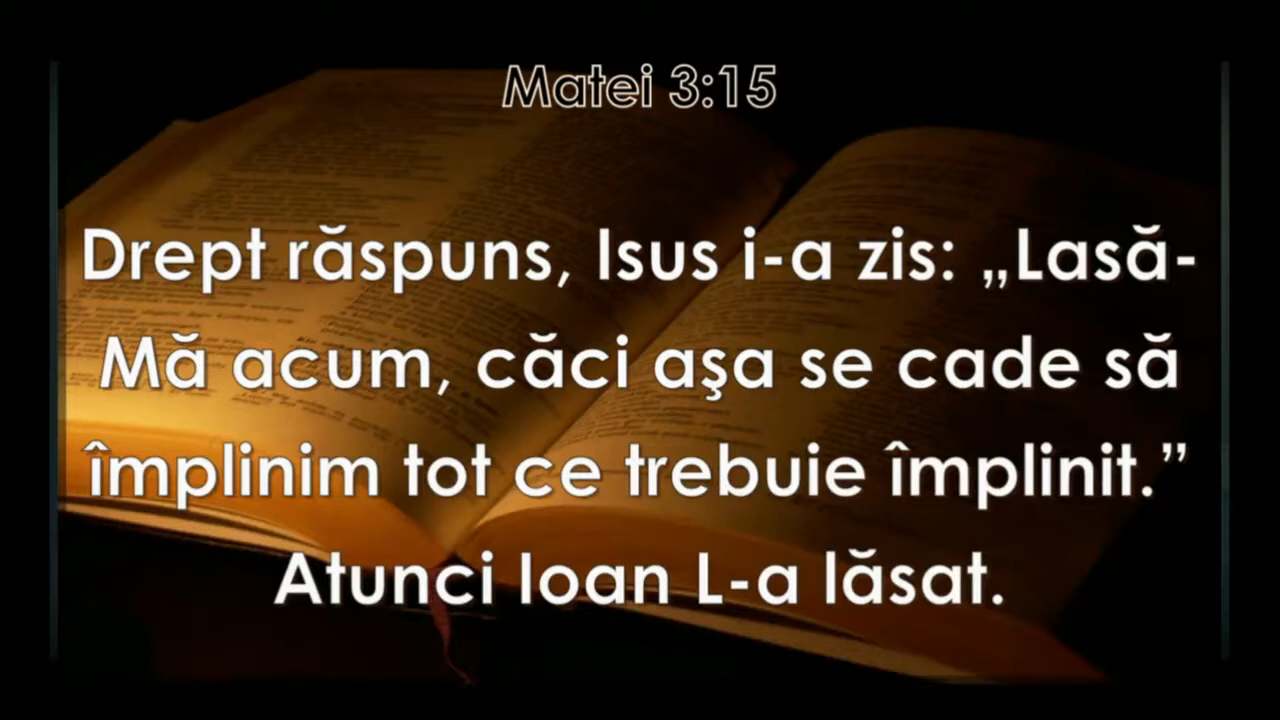 Matei 3:15
Drept răspuns, Isus i-a zis: „Lasă-
Mă acum, căci aşa se cade să
împlinim tot ce trebuie împlinit.”
Atunci Ioan L-a lăsat.